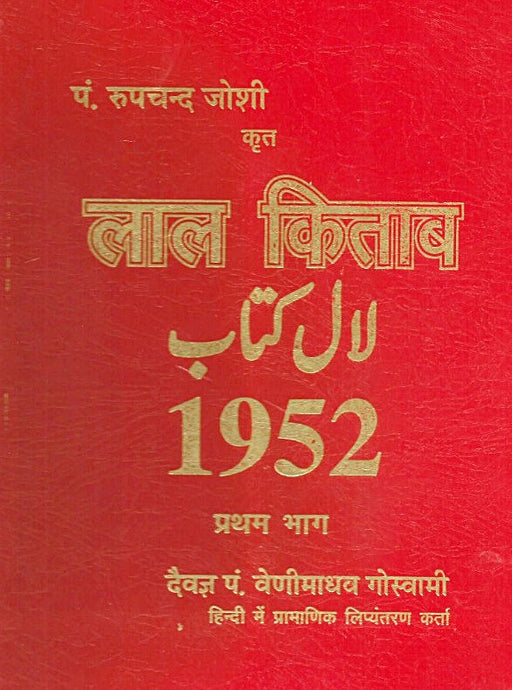 पं. रुपचन्द जोशी
कृत
लाल किताब
لال کتاب
1952
प्रथम भाग
दैवज्ञ पं. वेणीमाधव गोस्वामी
हिन्दी में प्रामाणिक लिप्यंतरण कर्ता